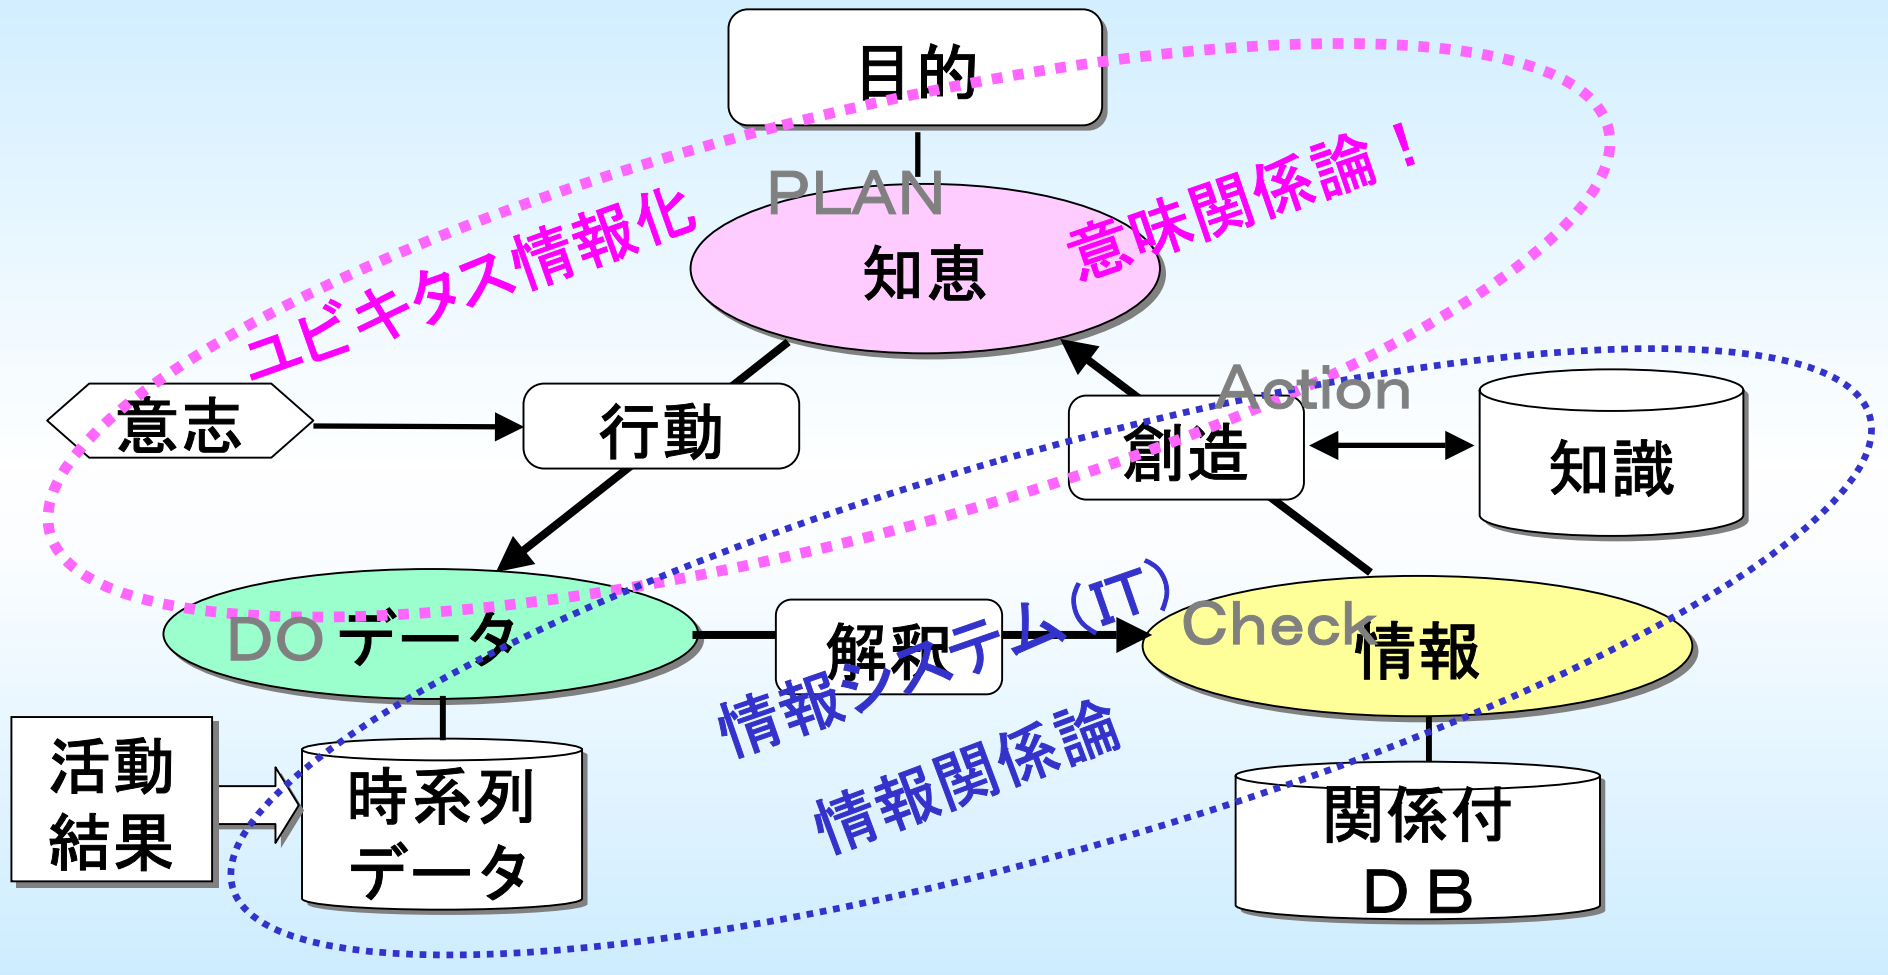 目的
PLAN
意味関係論！
ユビキタス情報化
知恵
Action
意志
行動
創造
知識
情報システム（IT）
DO
データ
解釈
Check
情報
情報関係論
活動
結果
時系列
データ
関係付
ＤＢ